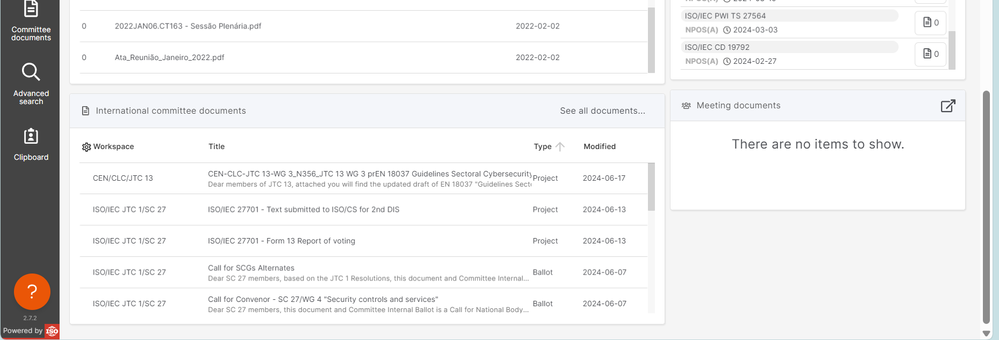 Committee
documents
Advanced
search
Clipboard
?
2.7.2
Powered by ISO
0 2022JAN06.CT163 - Sessão Plenária.pdf 2022-02-02
0 Ata_Reunião_Janeiro_2022.pdf 2022-02-02
International committee documents See all documents...
Workspace Title Type Modified
CEN/CLC/JTC 13 CEN-CLC-JTC 13-WG 3_N356_JTC 13 WG 3 prEN 18037 Guidelines Sectoral Cybersecurity Project 2024-06-17
Dear members of JTC 13, attached you will find the updated draft of EN 18037 "Guidelines Sect
ISO/IEC JTC 1/SC 27 ISO/IEC 27701 - Text submitted to ISO/CS for 2nd DIS Project 2024-06-13
ISO/IEC JTC 1/SC 27 ISO/IEC 27701 - Form 13 Report of voting Project 2024-06-13
ISO/IEC JTC 1/SC 27 Call for SCGs Alternates Ballot 2024-06-07
Dear SC 27 members, based on the JTC 1 Resolutions, this document and Committee Internal...
ISO/IEC JTC 1/SC 27 Call for Convenor - SC 27/WG 4 "Security controls and services" Ballot 2024-06-07
Dear SC 27 members, this document and Committee Internal Ballot is a Call for National Body...
ISO/IEC PWI TS 27564
NPOS(A) 2024-03-03 0
ISO/IEC CD 19792
NPOS(A) 2024-02-27 0
Meeting documents
There are no items to show.